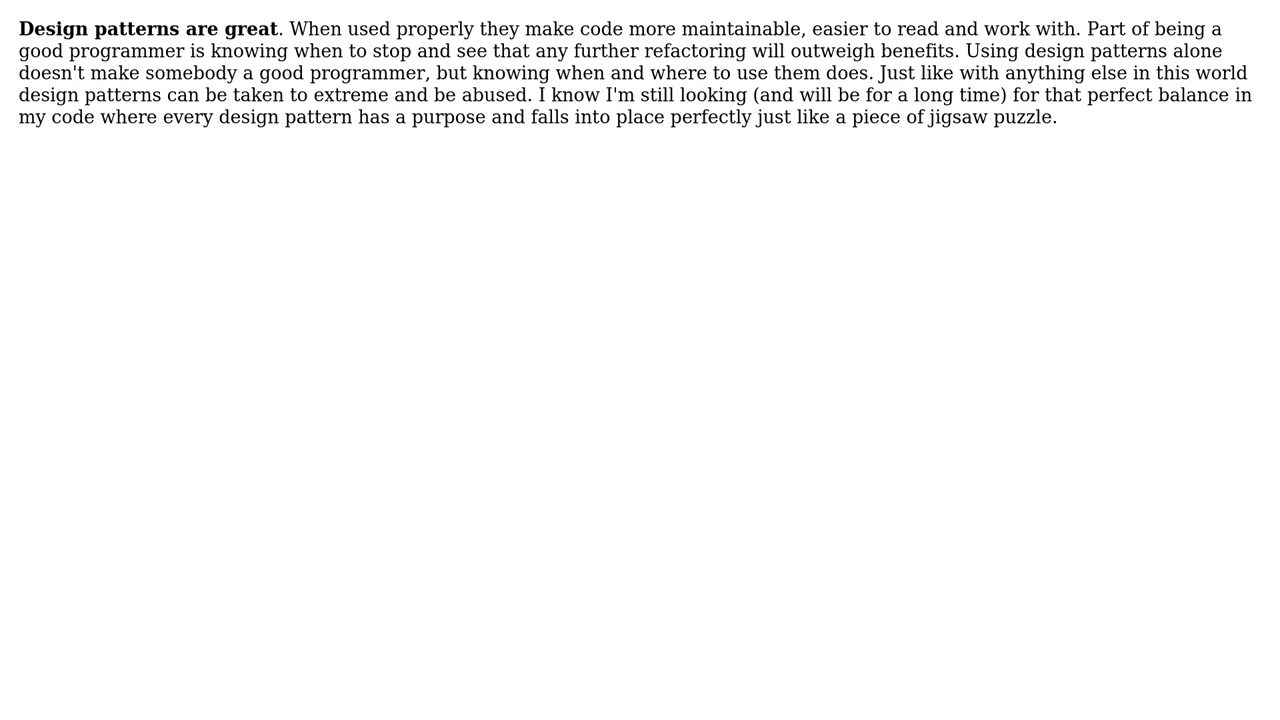 Design patterns are great. When used properly they make code more maintainable, easier to read and work with. Part of being a
good programmer is knowing when to stop and see that any further refactoring will outweigh benefits. Using design patterns alone
doesn't make somebody a good programmer, but knowing when and where to use them does. Just like with anything else in this world
design patterns can be taken to extreme and be abused. I know I'm still looking (and will be for a long time) for that perfect balance in
my code where every design pattern has a purpose and falls into place perfectly just like a piece of jigsaw puzzle.